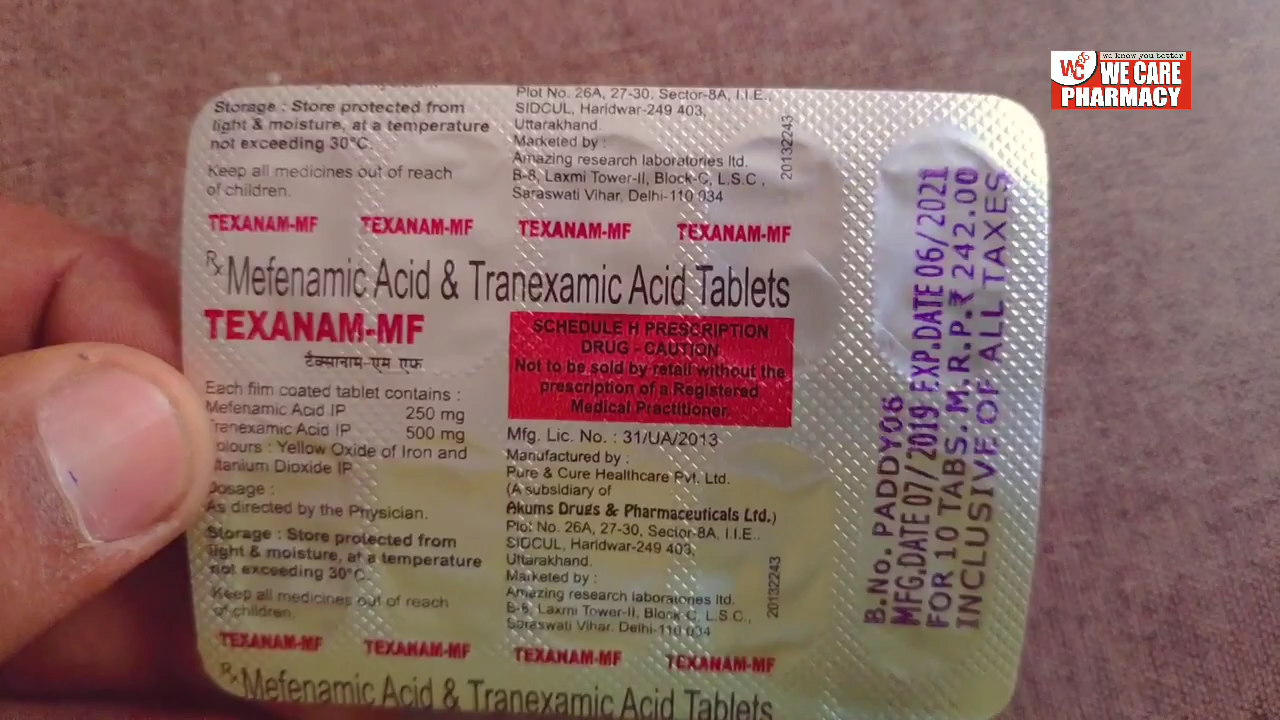 we know you better
WE CARE
PHARMACY
Storage : Store protected from
light & moisture, at a temperature
not exceeding 30°C.
Keep all medicines out of reach
of children.
Plot No. 26A, 27-30, Sector-8A, I.I.E.,
SIDCUL, Haridwar-249 403,
Uttarakhand.
Marketed by :
Amazing research laboratories ltd.
B-6, Laxmi Tower-II, Block-C, L.S.C.,
Saraswati Vihar, Delhi-110 034
20132243
TEXANAM-MF TEXANAM-MF TEXANAM-MF TEXANAM-MF
Rx Mefenamic Acid & Tranexamic Acid Tablets
TEXANAM-MF
टैक्सानाम-एम एफ
Each film coated tablet contains :
Mefenamic Acid IP 250 mg
Tranexamic Acid IP 500 mg
olours : Yellow Oxide of Iron and
itanium Dioxide IP
Dosage :
As directed by the Physician.
Storage : Store protected from
light & moisture, at a temperature
not exceeding 30°C.
Keep all medicines out of reach
of children.
SCHEDULE H PRESCRIPTION
DRUG - CAUTION
Not to be sold by retail without the
prescription of a Registered
Medical Practitioner.
Mfg. Lic. No. : 31/UA/2013
Manufactured by :
Pure & Cure Healthcare Pvt. Ltd.
(A subsidiary of
Akums Drugs & Pharmaceuticals Ltd.)
Plot No. 26A, 27-30, Sector-8A, I.I.E.,
SIDCUL, Haridwar-249 403,
Uttarakhand.
Marketed by :
Amazing research laboratories ltd.
B-6, Laxmi Tower-II, Block-C, L.S.C.,
Saraswati Vihar, Delhi-110 034
20132243
TEXANAM-MF TEXANAM-MF TEXANAM-MF TEXANAM-MF
Rx Mefenamic Acid & Tranexamic Acid Tablets
B.No. PADDY06
MFG.DATE 07/2019 EXP.DATE 06/2021
FOR 10 TABS. M.R.P.₹ 242.00
INCLUSIVE OF ALL TAXES